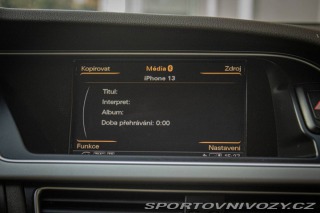 Kopírovat Média Zdroj
iPhone 13
Titul:
Interpret:
Album:
Doba přehrávání: 0:00
Funkce Nastavení
SPORTOVNIVOZY.CZ